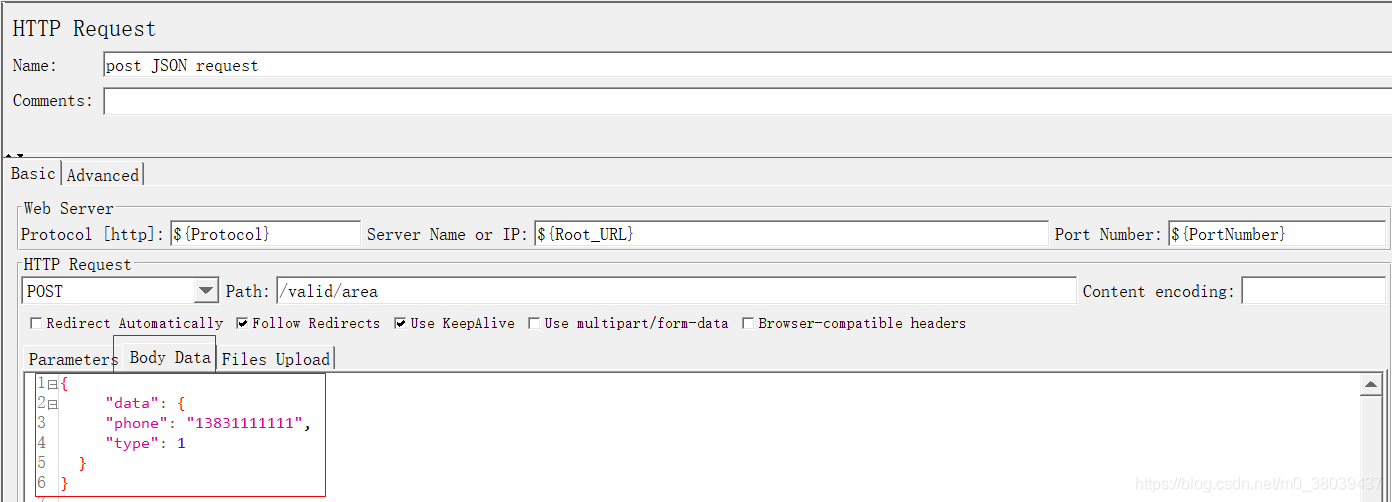 HTTP Request
Name: post JSON request
Comments:
Basic Advanced
Web Server
Protocol [http]: ${Protocol} Server Name or IP: ${Root_URL} Port Number: ${PortNumber}
HTTP Request
POST Path: /valid/area Content encoding:
Redirect Automatically Follow Redirects Use KeepAlive Use multipart/form-data Browser-compatible headers
Parameters Body Data Files Upload
1 {
2 "data": {
3 "phone": "13831111111",
4 "type": 1
5 }
6 }
https://blog.csdn.net/m0_38039437